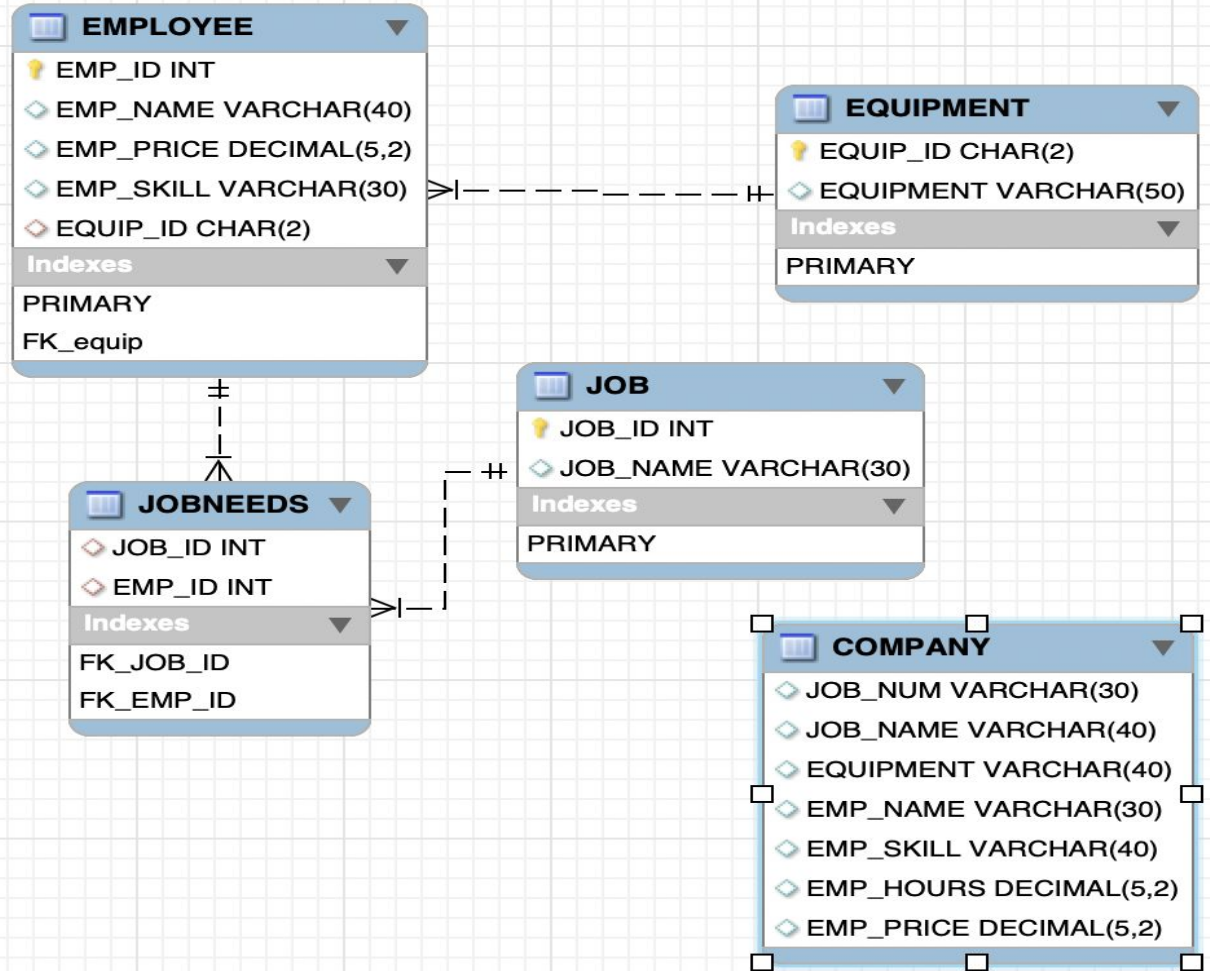 EMPLOYEE
EMP_ID INT
EMP_NAME VARCHAR(40)
EMP_PRICE DECIMAL(5,2)
EMP_SKILL VARCHAR(30)
EQUIP_ID CHAR(2)
Indexes
PRIMARY
FK_equip
EQUIPMENT
EQUIP_ID CHAR(2)
EQUIPMENT VARCHAR(50)
Indexes
PRIMARY
JOB
JOB_ID INT
JOB_NAME VARCHAR(30)
Indexes
PRIMARY
JOBNEEDS
JOB_ID INT
EMP_ID INT
Indexes
FK_JOB_ID
FK_EMP_ID
COMPANY
JOB_NUM VARCHAR(30)
JOB_NAME VARCHAR(40)
EQUIPMENT VARCHAR(40)
EMP_NAME VARCHAR(30)
EMP_SKILL VARCHAR(40)
EMP_HOURS DECIMAL(5,2)
EMP_PRICE DECIMAL(5,2)